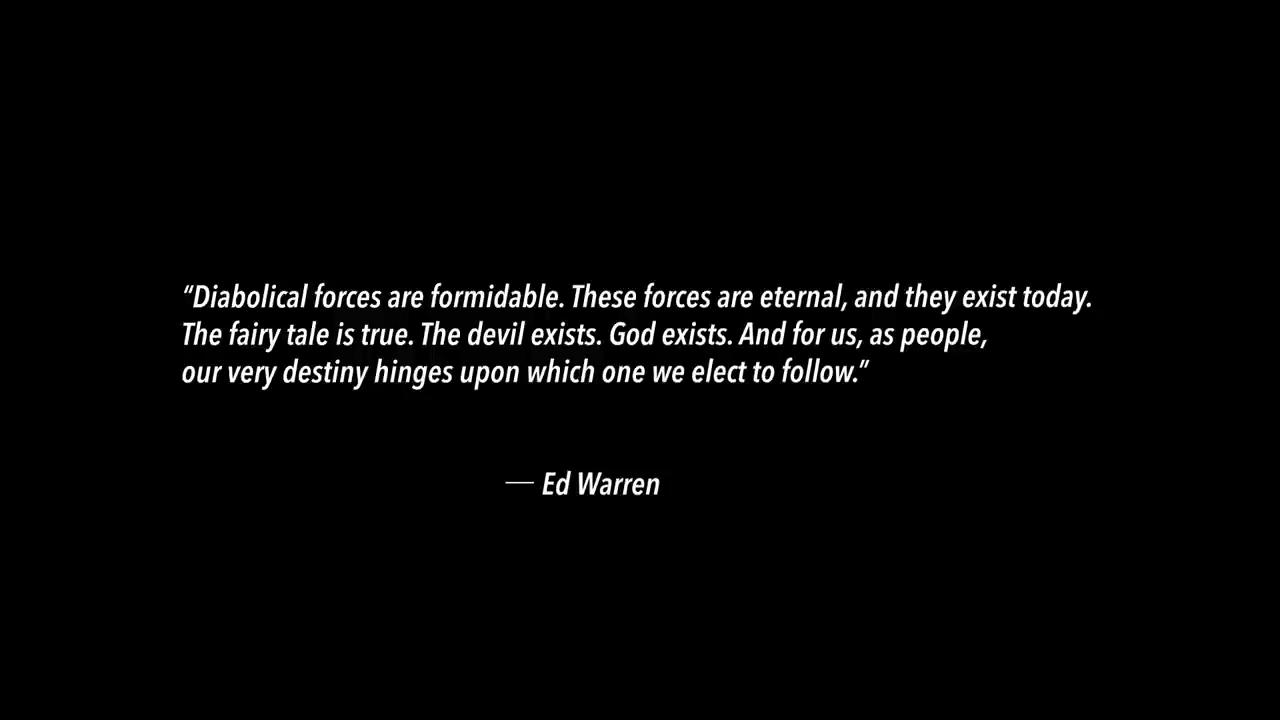 “Diabolical forces are formidable. These forces are eternal, and they exist today.
The fairy tale is true. The devil exists. God exists. And for us, as people,
our very destiny hinges upon which one we elect to follow.”
— Ed Warren